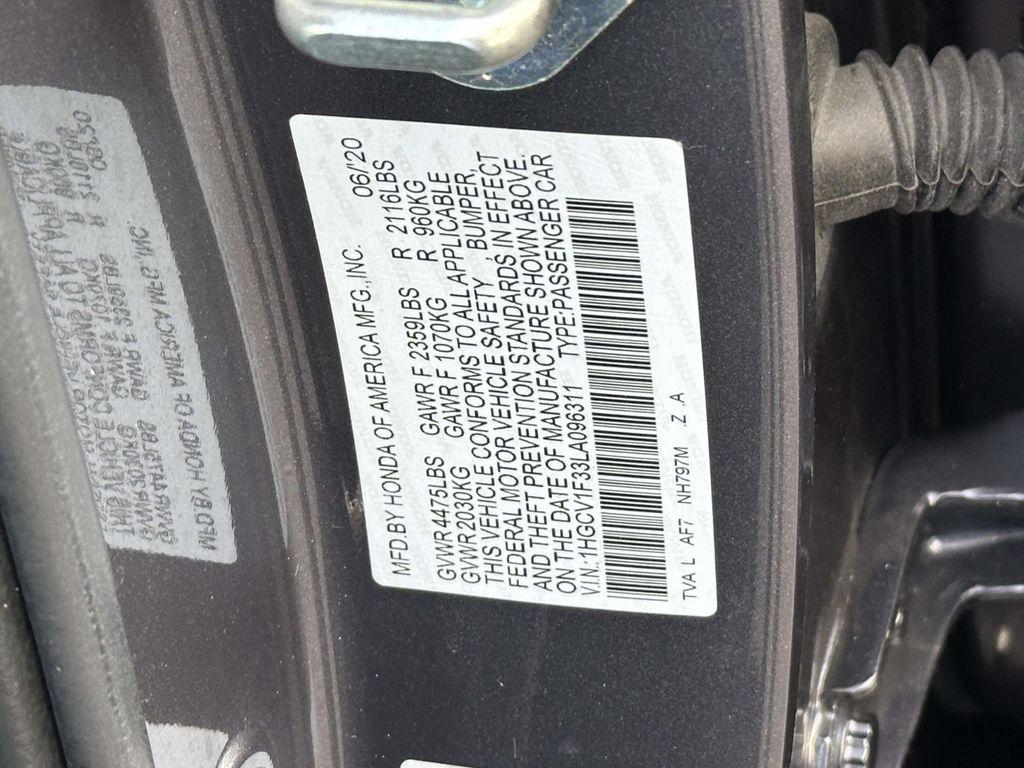 MFD.BY HONDA OF AMERICA MFG.,INC. 06/'20
GVWR 4475LBS GAWR F 2359LBS R 2116LBS
GVWR 2030KG GAWR F 1070KG R 960KG
THIS VEHICLE CONFORMS TO ALL APPLICABLE
FEDERAL MOTOR VEHICLE SAFETY, BUMPER,
AND THEFT PREVENTION STANDARDS IN EFFECT
ON THE DATE OF MANUFACTURE SHOWN ABOVE.
V.I.N.:1HGCV1F33LA096311 TYPE:PASSENGER CAR
TVA L AF7 NH797M Z A